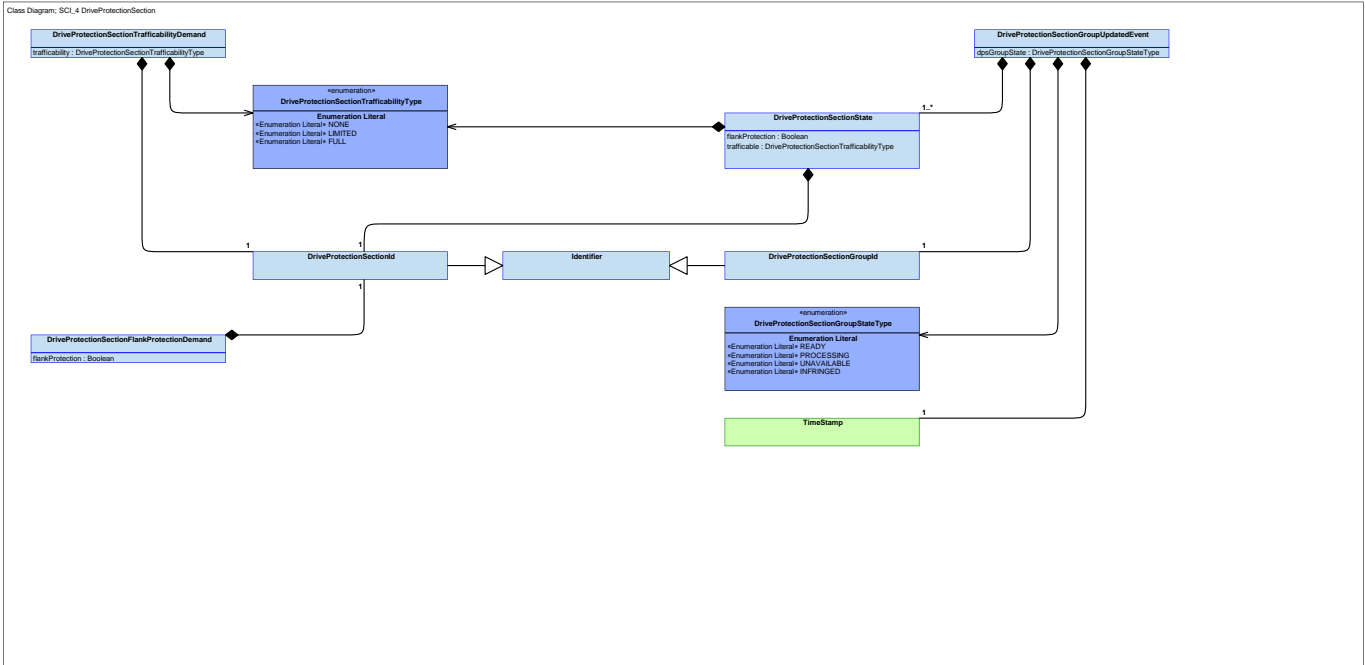 Class Diagram; SCI_4 DriveProtectionSection
DriveProtectionSectionTrafficabilityDemand
trafficability : DriveProtectionSectionTrafficabilityType
DriveProtectionSectionGroupUpdatedEvent
dpsGroupState : DriveProtectionSectionGroupStateType
«enumeration»
DriveProtectionSectionTrafficabilityType
Enumeration Literal
«Enumeration Literal» NONE
«Enumeration Literal» LIMITED
«Enumeration Literal» FULL
1..*
DriveProtectionSectionState
flankProtection : Boolean
trafficable : DriveProtectionSectionTrafficabilityType
1
1
1
DriveProtectionSectionId
Identifier
DriveProtectionSectionGroupId
1
«enumeration»
DriveProtectionSectionGroupStateType
Enumeration Literal
«Enumeration Literal» READY
«Enumeration Literal» PROCESSING
«Enumeration Literal» UNAVAILABLE
«Enumeration Literal» INFRINGED
DriveProtectionSectionFlankProtectionDemand
flankProtection : Boolean
1
TimeStamp